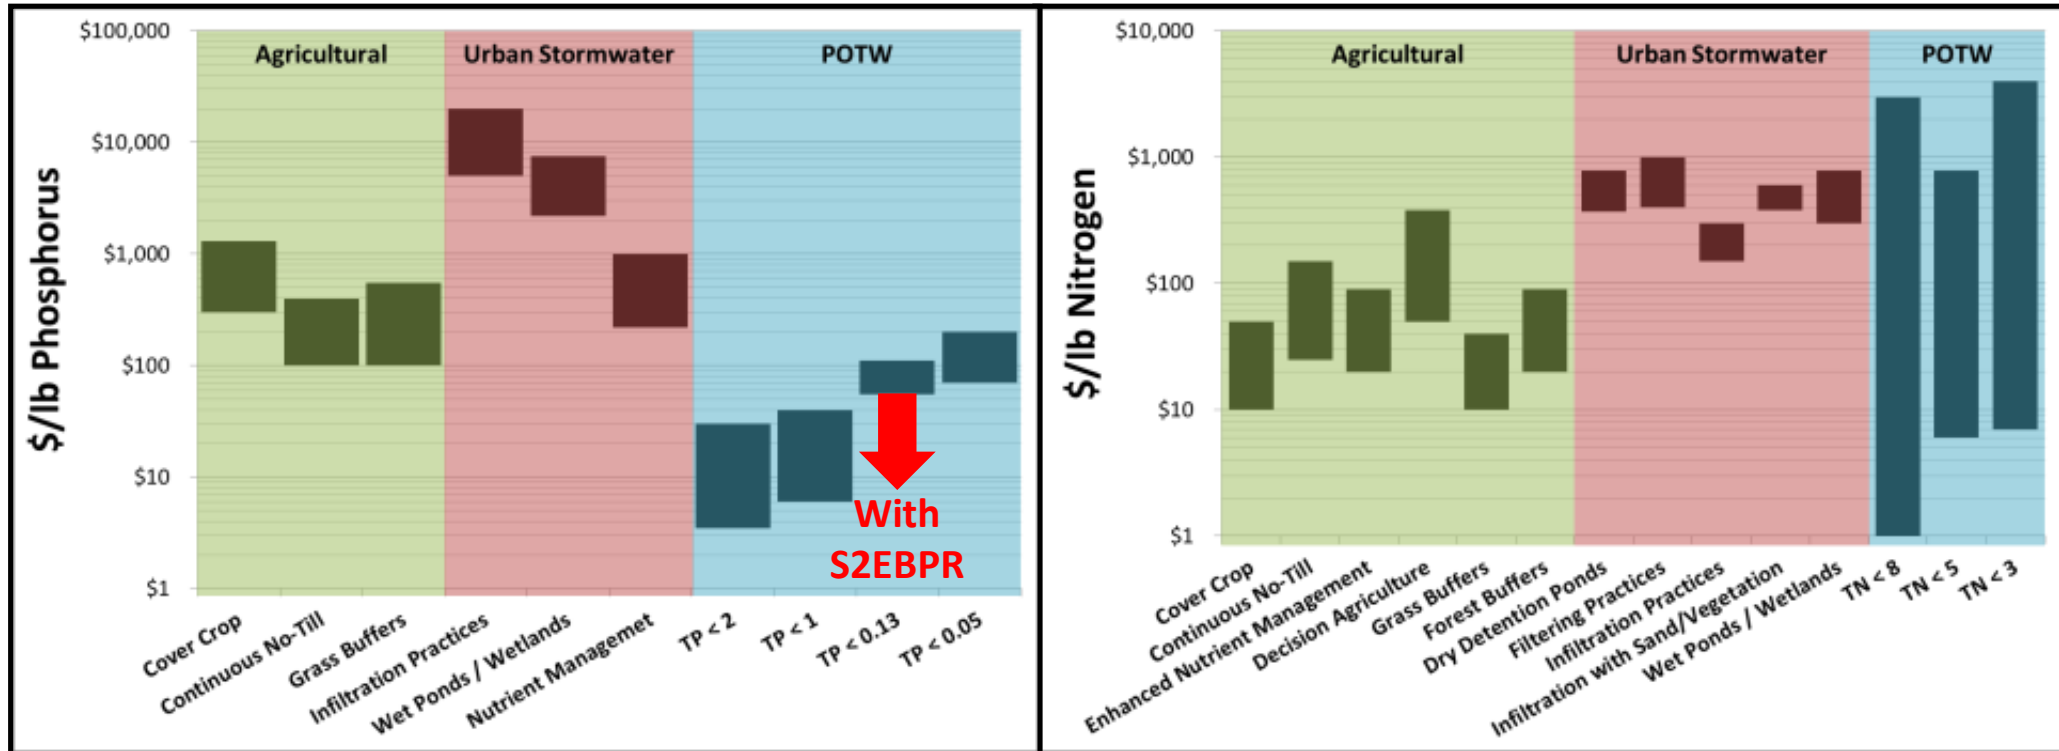 $/lb Phosphorus
$100,000
$10,000
$1,000
$100
$10
$1
Agricultural
Urban Stormwater
POTW
With
S2EBPR
Cover Crop
Continuous No-Till
Grass Buffers
Infiltration Practices
Wet Ponds / Wetlands
Nutrient Managemet
TP < 2
TP < 1
TP < 0.13
TP < 0.05
$/lb Nitrogen
$10,000
$1,000
$100
$10
$1
Agricultural
Urban Stormwater
POTW
Cover Crop
Continuous No-Till
Enhanced Nutrient Management
Decision Agriculture
Grass Buffers
Forest Buffers
Dry Detention Ponds
Filtering Practices
Infiltration Practices
Infiltration with Sand/Vegetation
Wet Ponds / Wetlands
TN < 8
TN < 5
TN < 3